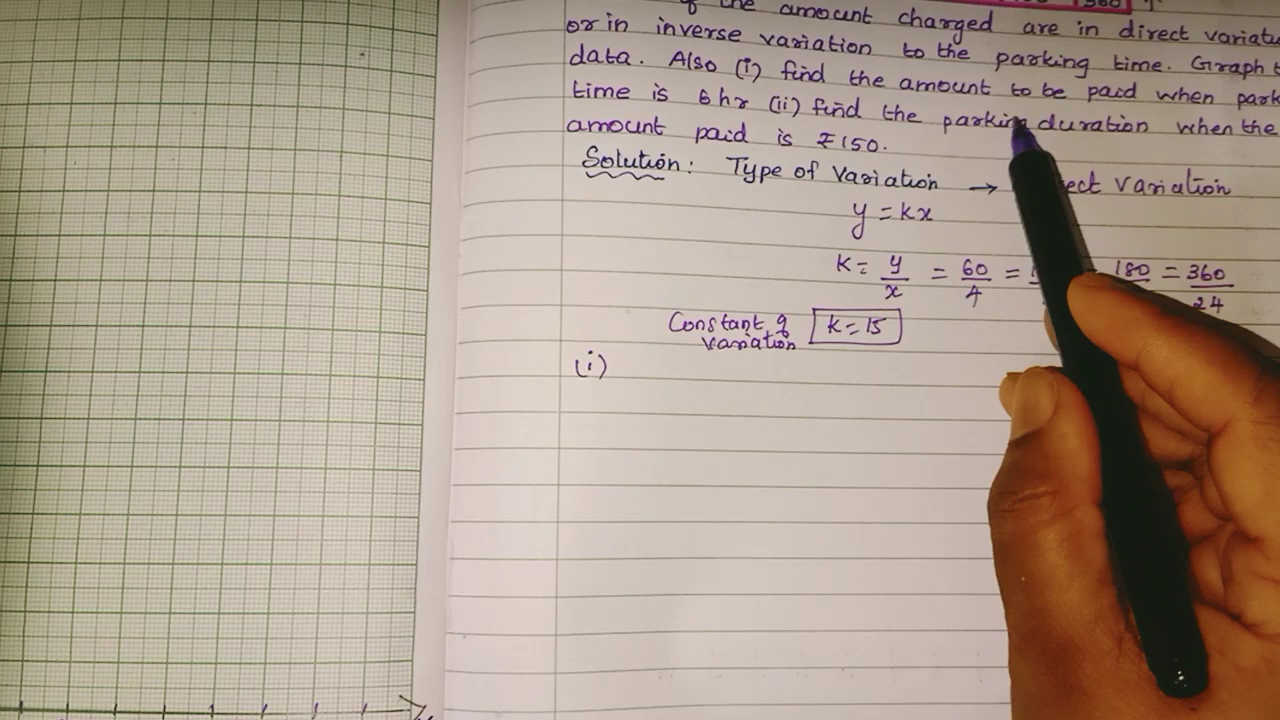 360
the amount charged are in direct
or in inverse variation to the parking time. Graph
data. Also (i) find the amount to be paid when
time is 6 hr (ii) find the parking duration when the
amount paid is ₹150.
Solution: Type of Variation → Variation
y = kx
k = y/x = 60/4 = 180 = 360/24
Constant of variation k = 15
(i)